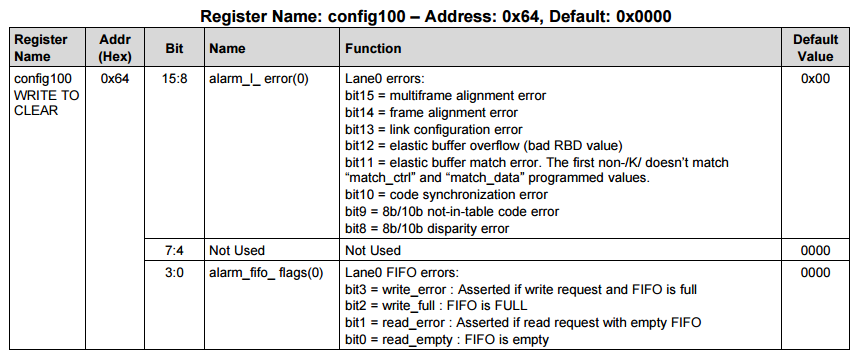 Register Name: config100 – Address: 0x64, Default: 0x0000
Register Name Addr (Hex) Bit Name Function Default Value
config100 WRITE TO CLEAR 0x64 15:8 alarm_l_ error(0) Lane0 errors: 0x00
bit15 = multiframe alignment error
bit14 = frame alignment error
bit13 = link configuration error
bit12 = elastic buffer overflow (bad RBD value)
bit11 = elastic buffer match error. The first non-/K/ doesn't match
“match_ctrl” and “match_data” programmed values.
bit10 = code synchronization error
bit9 = 8b/10b not-in-table code error
bit8 = 8b/10b disparity error
7:4 Not Used Not Used 0000
3:0 alarm_fifo_ flags(0) Lane0 FIFO errors: 0000
bit3 = write_error : Asserted if write request and FIFO is full
bit2 = write_full : FIFO is FULL
bit1 = read_error : Asserted if read request with empty FIFO
bit0 = read_empty : FIFO is empty